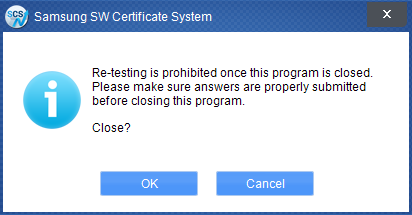 SCS
N
Samsung SW Certificate System
X
Re-testing is prohibited once this program is closed.
Please make sure answers are properly submitted
before closing this program.
Close?
OK
Cancel